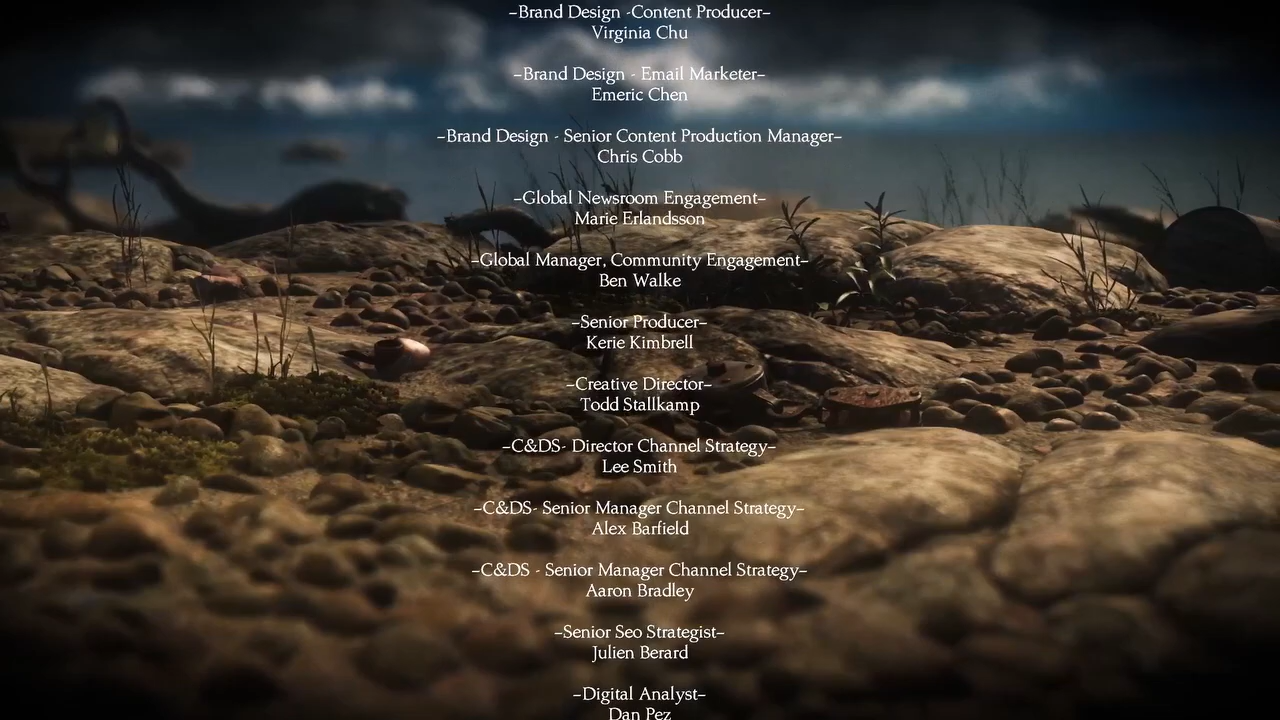 –Brand Design -Content Producer–
Virginia Chu
–Brand Design - Email Marketer–
Emeric Chen
–Brand Design - Senior Content Production Manager–
Chris Cobb
–Global Newsroom Engagement–
Marie Erlandsson
–Global Manager, Community Engagement–
Ben Walke
–Senior Producer–
Kerie Kimbrell
–Creative Director–
Todd Stallkamp
–C&DS- Director Channel Strategy–
Lee Smith
–C&DS- Senior Manager Channel Strategy–
Alex Barfield
–C&DS - Senior Manager Channel Strategy–
Aaron Bradley
–Senior Seo Strategist–
Julien Berard
–Digital Analyst–
Dan Pez